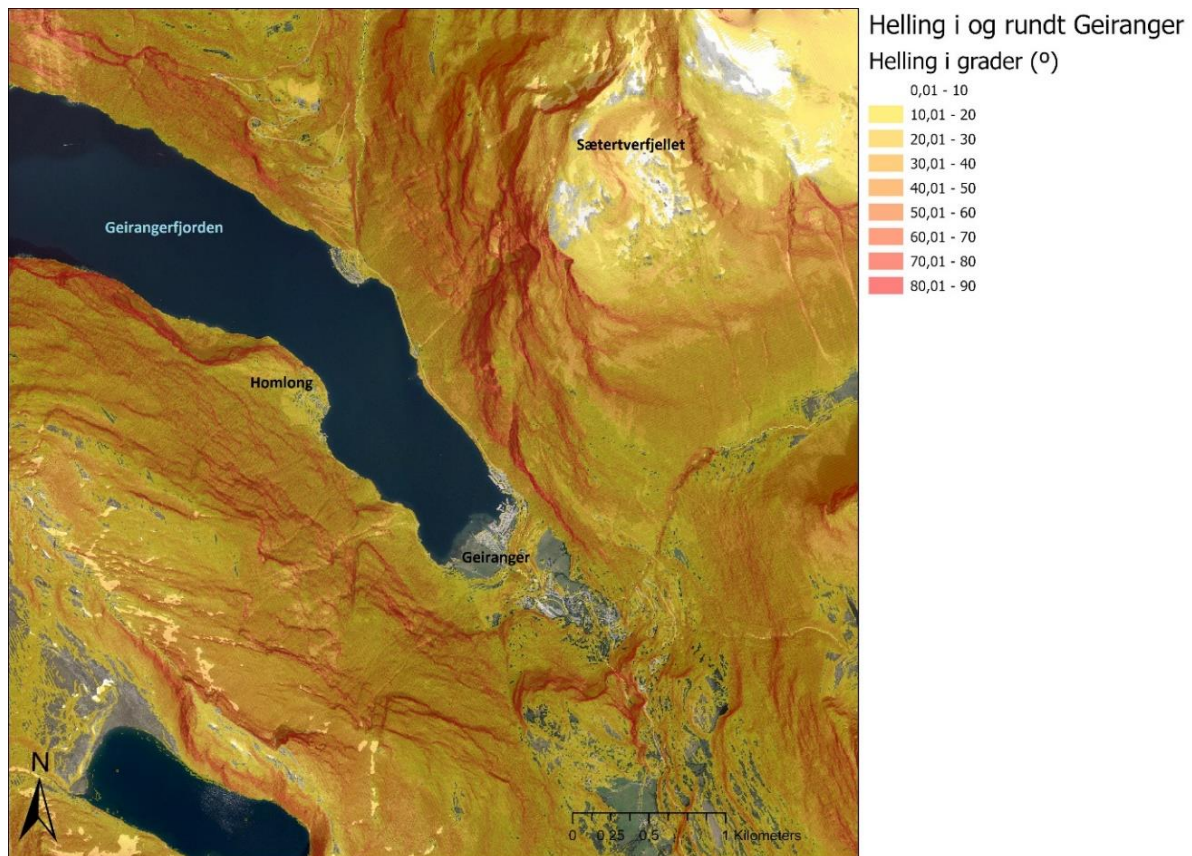 Helling i og rundt Geiranger
Helling i grader (º)
0,01 - 10
10,01 - 20
20,01 - 30
30,01 - 40
40,01 - 50
50,01 - 60
60,01 - 70
70,01 - 80
80,01 - 90
Sætertverfjellet
Geirangerfjorden
Homlong
Geiranger
N
0 0,25 0,5 1 Kilometers